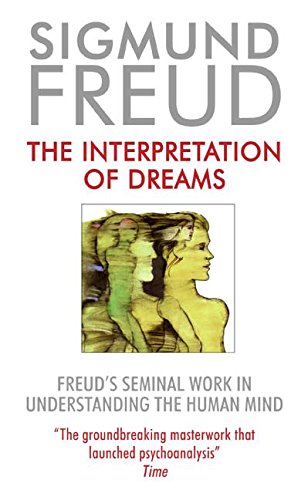 SIGMUND
FREUD
THE INTERPRETATION
OF DREAMS
FREUD'S SEMINAL WORK IN
UNDERSTANDING THE HUMAN MIND
"The groundbreaking masterwork that
launched psychoanalysis"
Time